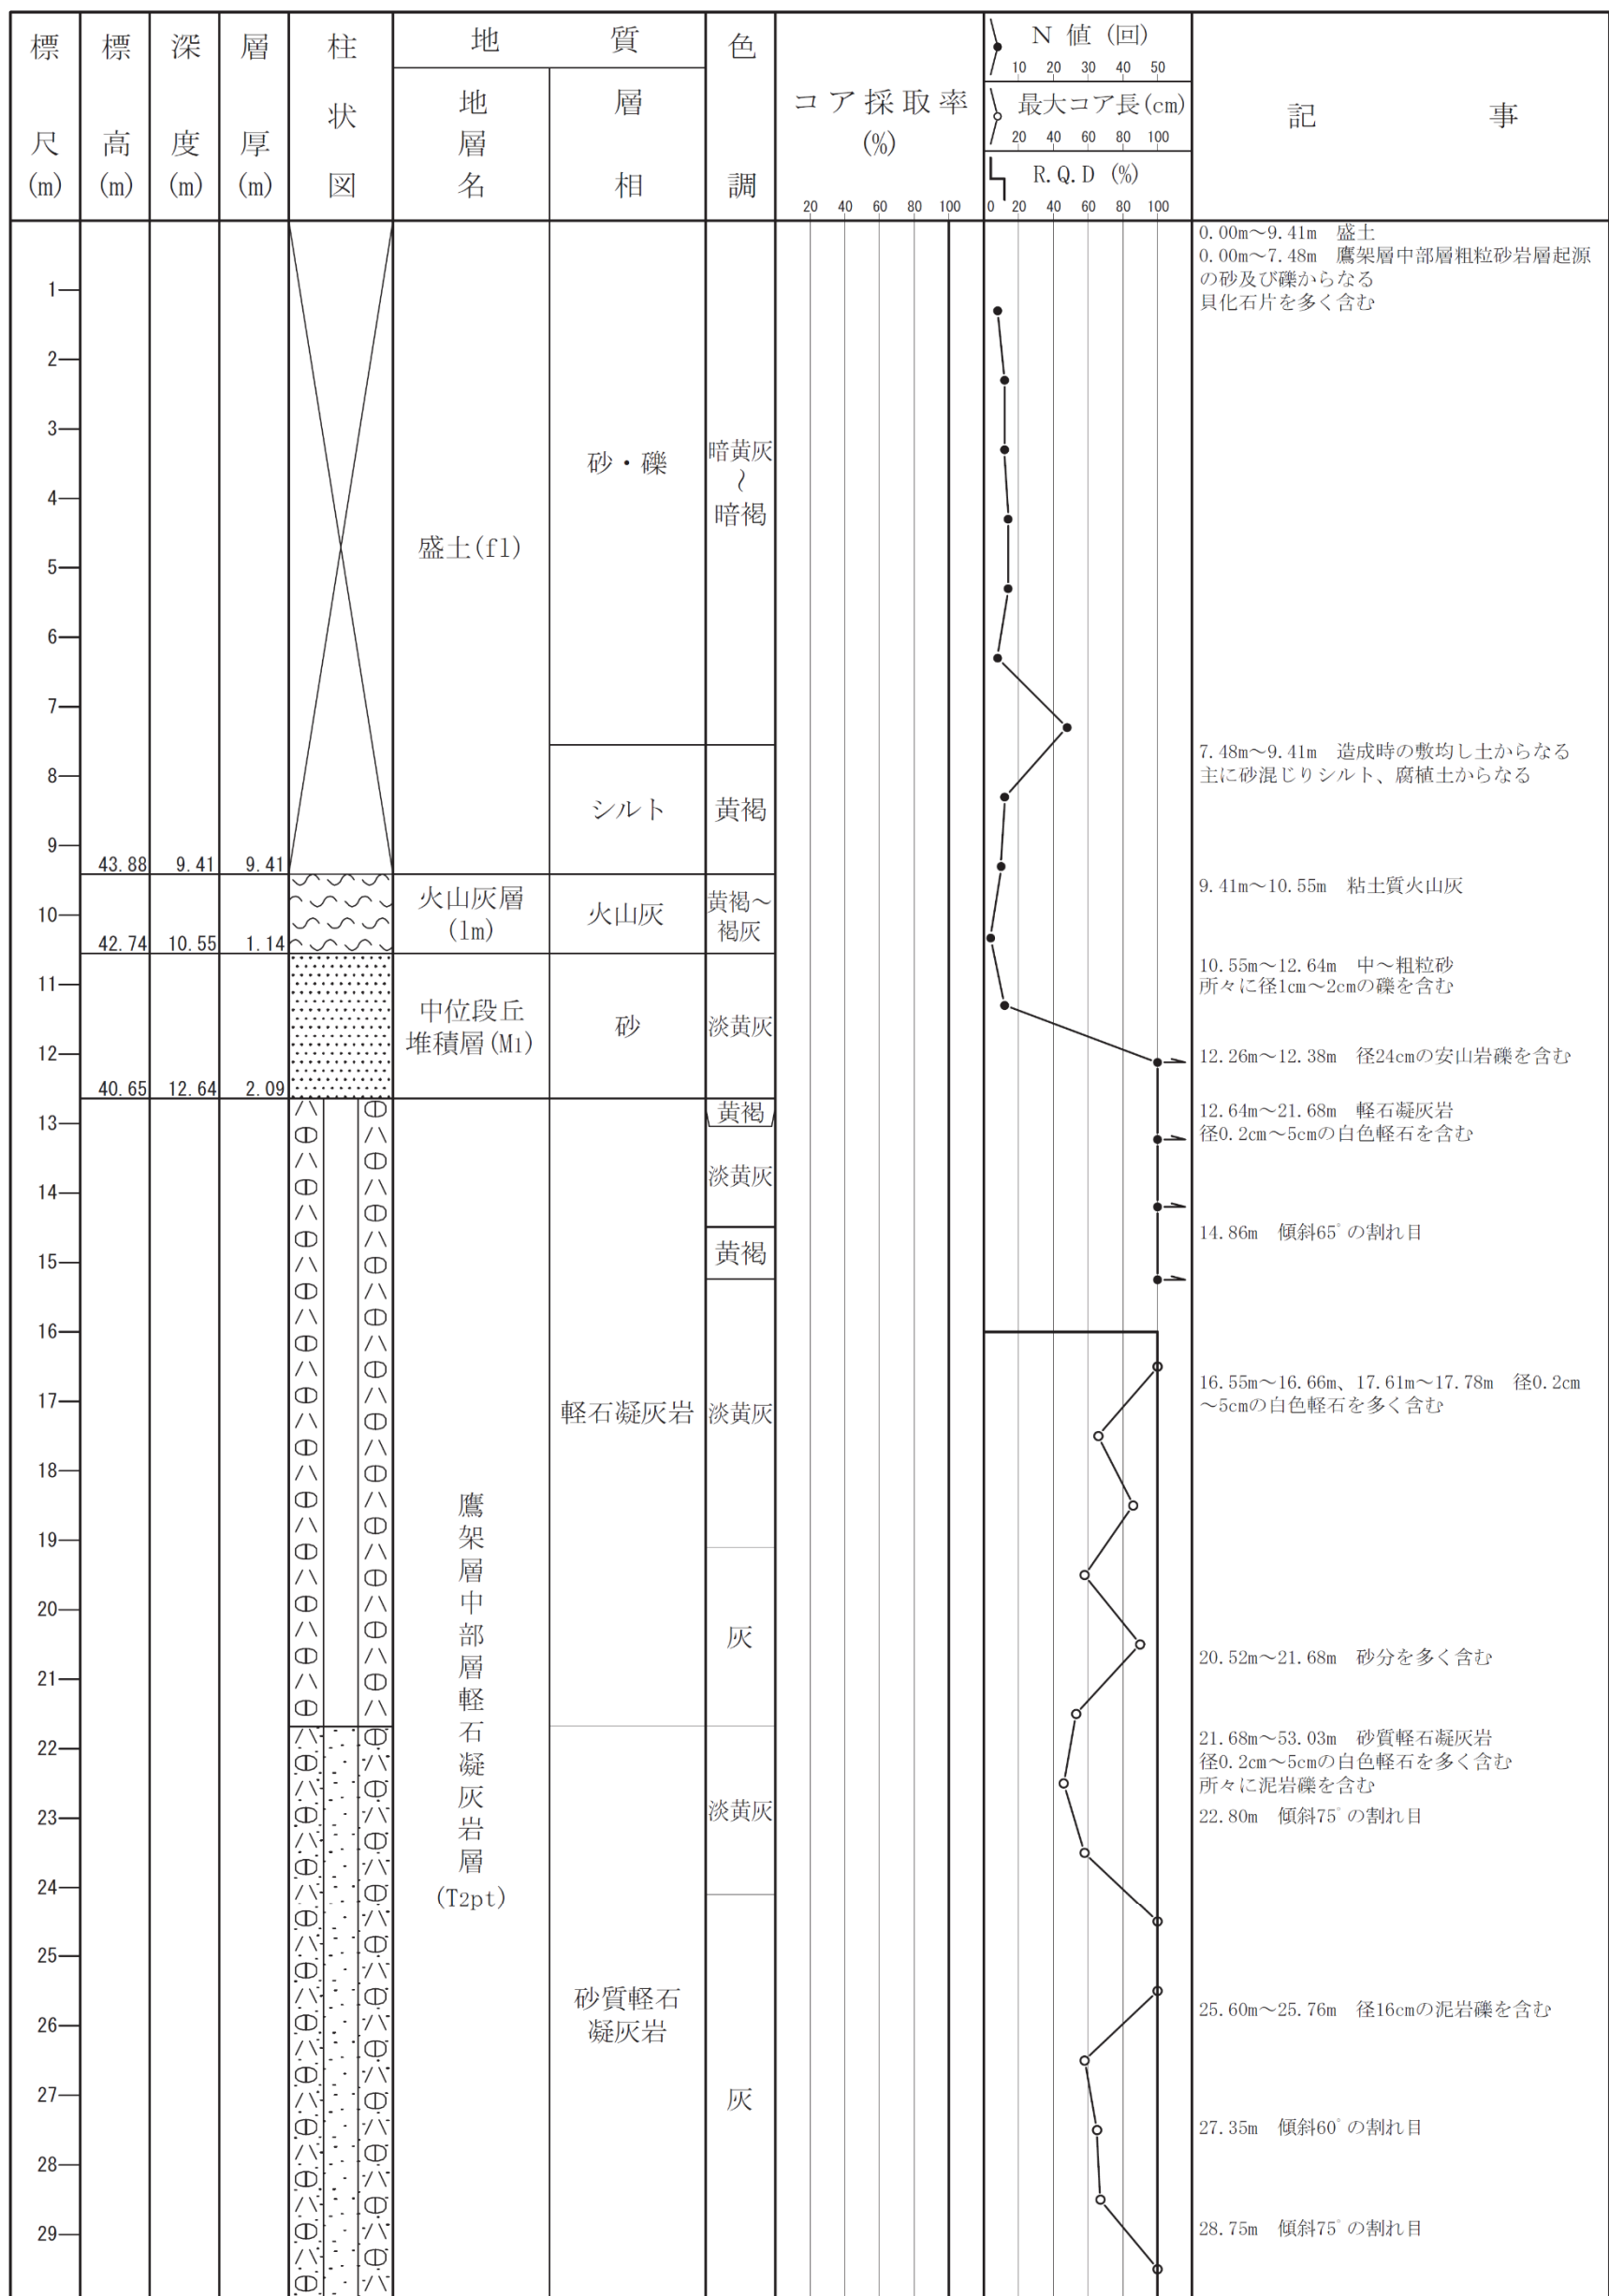 標尺(m)
標高(m)
深度(m)
層厚(m)
柱状図
地質
地層名
層相
色調
コア採取率
(%)
20 40 60 80 100
N 値 (回)
10 20 30 40 50
最大コア長(cm)
20 40 60 80 100
R.Q.D (%)
0 20 40 60 80 100
記事
1
2
3
4
5
6
7
8
9
10
11
12
13
14
15
16
17
18
19
20
21
22
23
24
25
26
27
28
29
43.88 9.41 9.41
42.74 10.55 1.14
40.65 12.64 2.09
盛土(fl)
火山灰層
(lm)
中位段丘
堆積層(M1)
鷹架層中部層軽石凝灰岩層
(T2pt)
砂・礫
シルト
火山灰
砂
軽石凝灰岩
砂質軽石
凝灰岩
暗黄灰
～
暗褐
黄褐
黄褐～
褐灰
淡黄灰
黄褐
淡黄灰
黄褐
淡黄灰
灰
淡黄灰
灰
0.00m～9.41m 盛土
0.00m～7.48m 鷹架層中部層粗粒砂岩層起源
の砂及び礫からなる
貝化石片を多く含む
7.48m～9.41m 造成時の敷均し土からなる
主に砂混じりシルト、腐植土からなる
9.41m～10.55m 粘土質火山灰
10.55m～12.64m 中～粗粒砂
所々に径1cm～2cmの礫を含む
12.26m～12.38m 径24cmの安山岩礫を含む
12.64m～21.68m 軽石凝灰岩
径0.2cm～5cmの白色軽石を含む
14.86m 傾斜65°の割れ目
16.55m～16.66m、17.61m～17.78m 径0.2cm
～5cmの白色軽石を多く含む
20.52m～21.68m 砂分を多く含む
21.68m～53.03m 砂質軽石凝灰岩
径0.2cm～5cmの白色軽石を多く含む
所々に泥岩礫を含む
22.80m 傾斜75°の割れ目
25.60m～25.76m 径16cmの泥岩礫を含む
27.35m 傾斜60°の割れ目
28.75m 傾斜75°の割れ目